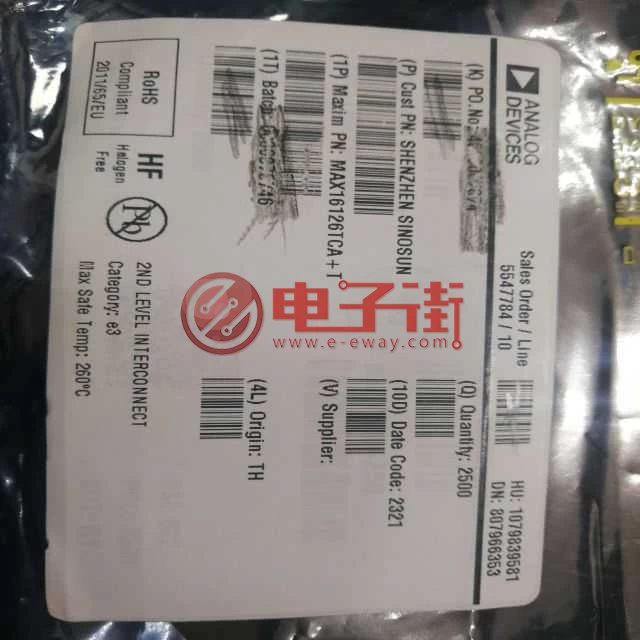 ANALOG
DEVICES
Sales Order / Line
5547784 / 10
HU: 1079839581
DN: 807966353
(K) PO.No:
(Q) Quantity: 2500
(P) Cust PN: SHENZHEN SINOSUN
(10D) Date Code: 2321
(1P) Maxim PN: MAX16126TCA+T
(V) Supplier:
(1T) Batch
(4L) Origin: TH
RoHS
Compliant
2011/65/EU
HF
Halogen
Free
Pb
2ND LEVEL INTERCONNECT
Category: e3
Max Safe Temp: 260°C
电子街
www.e-eway.com